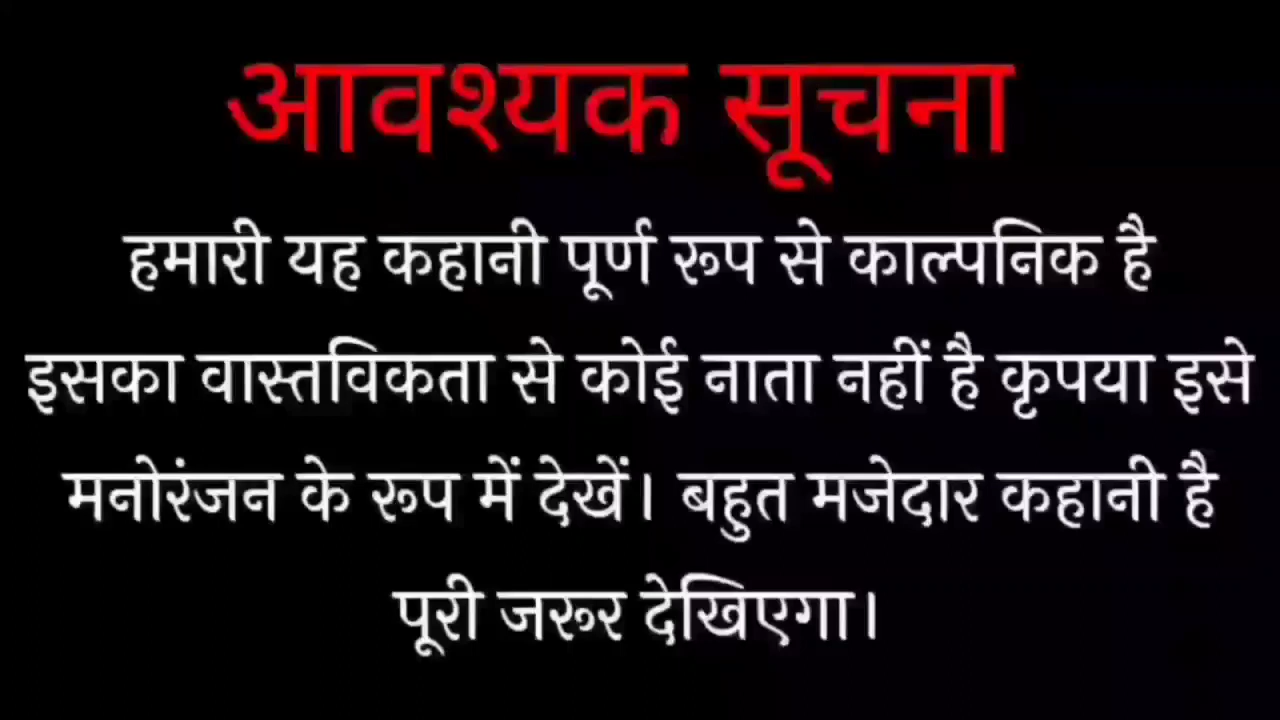 आवश्यक सूचना
हमारी यह कहानी पूर्ण रूप से काल्पनिक है
इसका वास्तविकता से कोई नाता नहीं है कृपया इसे
मनोरंजन के रूप में देखें। बहुत मजेदार कहानी है
पूरी जरूर देखिएगा।